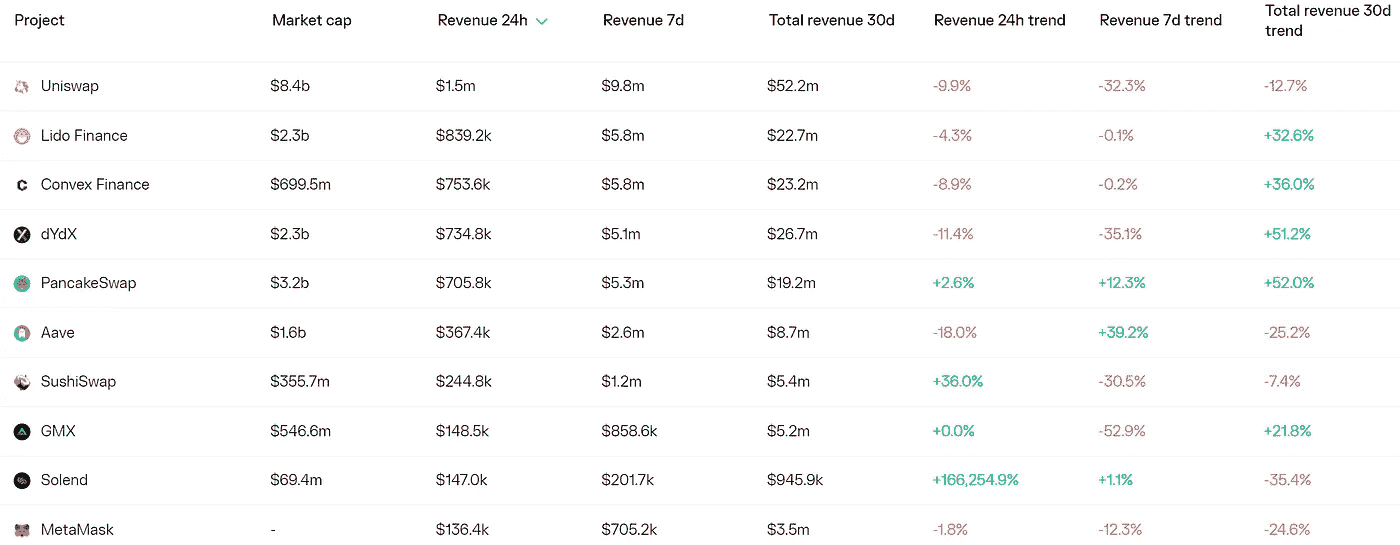 Project Market cap Revenue 24h Revenue 7d Total revenue 30d Revenue 24h trend Revenue 7d trend Total revenue 30d trend
Uniswap $8.4b $1.5m $9.8m $52.2m -9.9% -32.3% -12.7%
Lido Finance $2.3b $839.2k $5.8m $22.7m -4.3% -0.1% +32.6%
Convex Finance $699.5m $753.6k $5.8m $23.2m -8.9% -0.2% +36.0%
dYdX $2.3b $734.8k $5.1m $26.7m -11.4% -35.1% +51.2%
PancakeSwap $3.2b $705.8k $5.3m $19.2m +2.6% +12.3% +52.0%
Aave $1.6b $367.4k $2.6m $8.7m -18.0% +39.2% -25.2%
SushiSwap $355.7m $244.8k $1.2m $5.4m +36.0% -30.5% -7.4%
GMX $546.6m $148.5k $858.6k $5.2m +0.0% -52.9% +21.8%
Solend $69.4m $147.0k $201.7k $945.9k +166,254.9% +1.1% -35.4%
MetaMask - $136.4k $705.2k $3.5m -1.8% -12.3% -24.6%